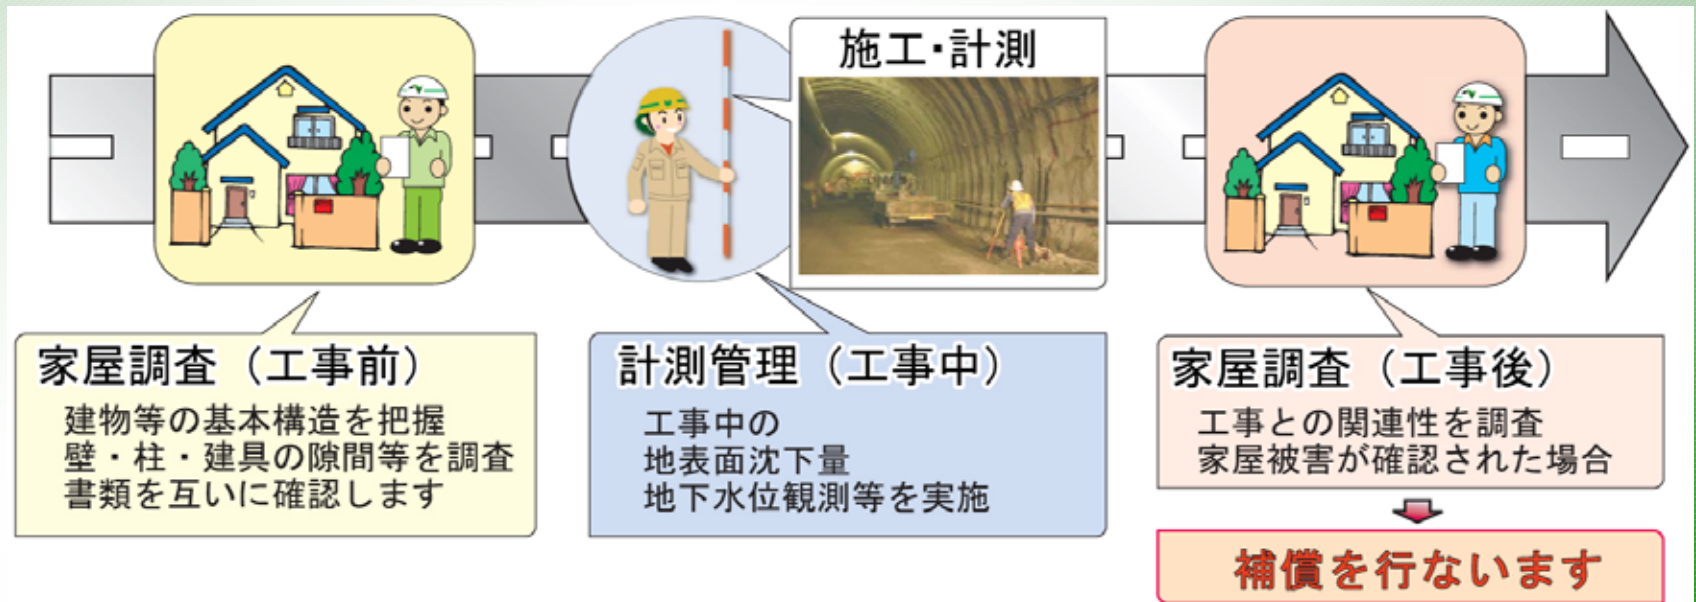 施工・計測
家屋調査（工事前）
建物等の基本構造を把握
壁・柱・建具の隙間等を調査
書類を互いに確認します
計測管理（工事中）
工事中の
地表面沈下量
地下水位観測等を実施
家屋調査（工事後）
工事との関連性を調査
家屋被害が確認された場合
補償を行ないます